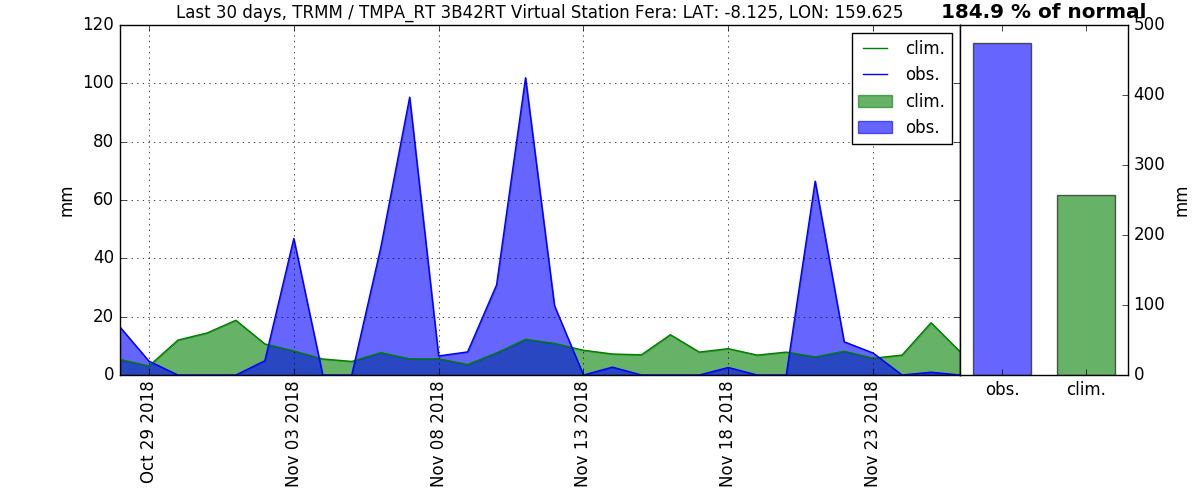 Last 30 days, TRMM / TMPA_RT 3B42RT Virtual Station Fera: LAT: -8.125, LON: 159.625
184.9 % of normal
120
100
80
60
40
20
0
mm
clim.
obs.
clim.
obs.
Oct 29 2018
Nov 03 2018
Nov 08 2018
Nov 13 2018
Nov 18 2018
Nov 23 2018
500
400
300
200
100
0
mm
obs.
clim.